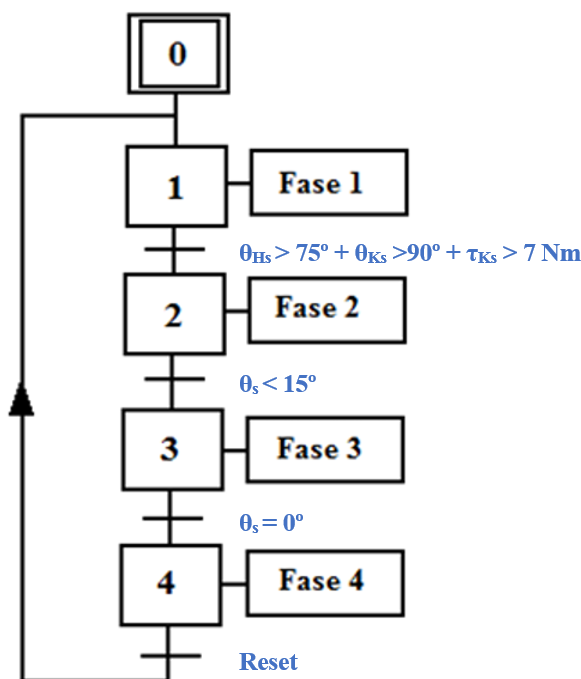 0
1 Fase 1
θHs > 75º + θKs >90º + τKs > 7 Nm
2 Fase 2
θs < 15º
3 Fase 3
θs = 0º
4 Fase 4
Reset